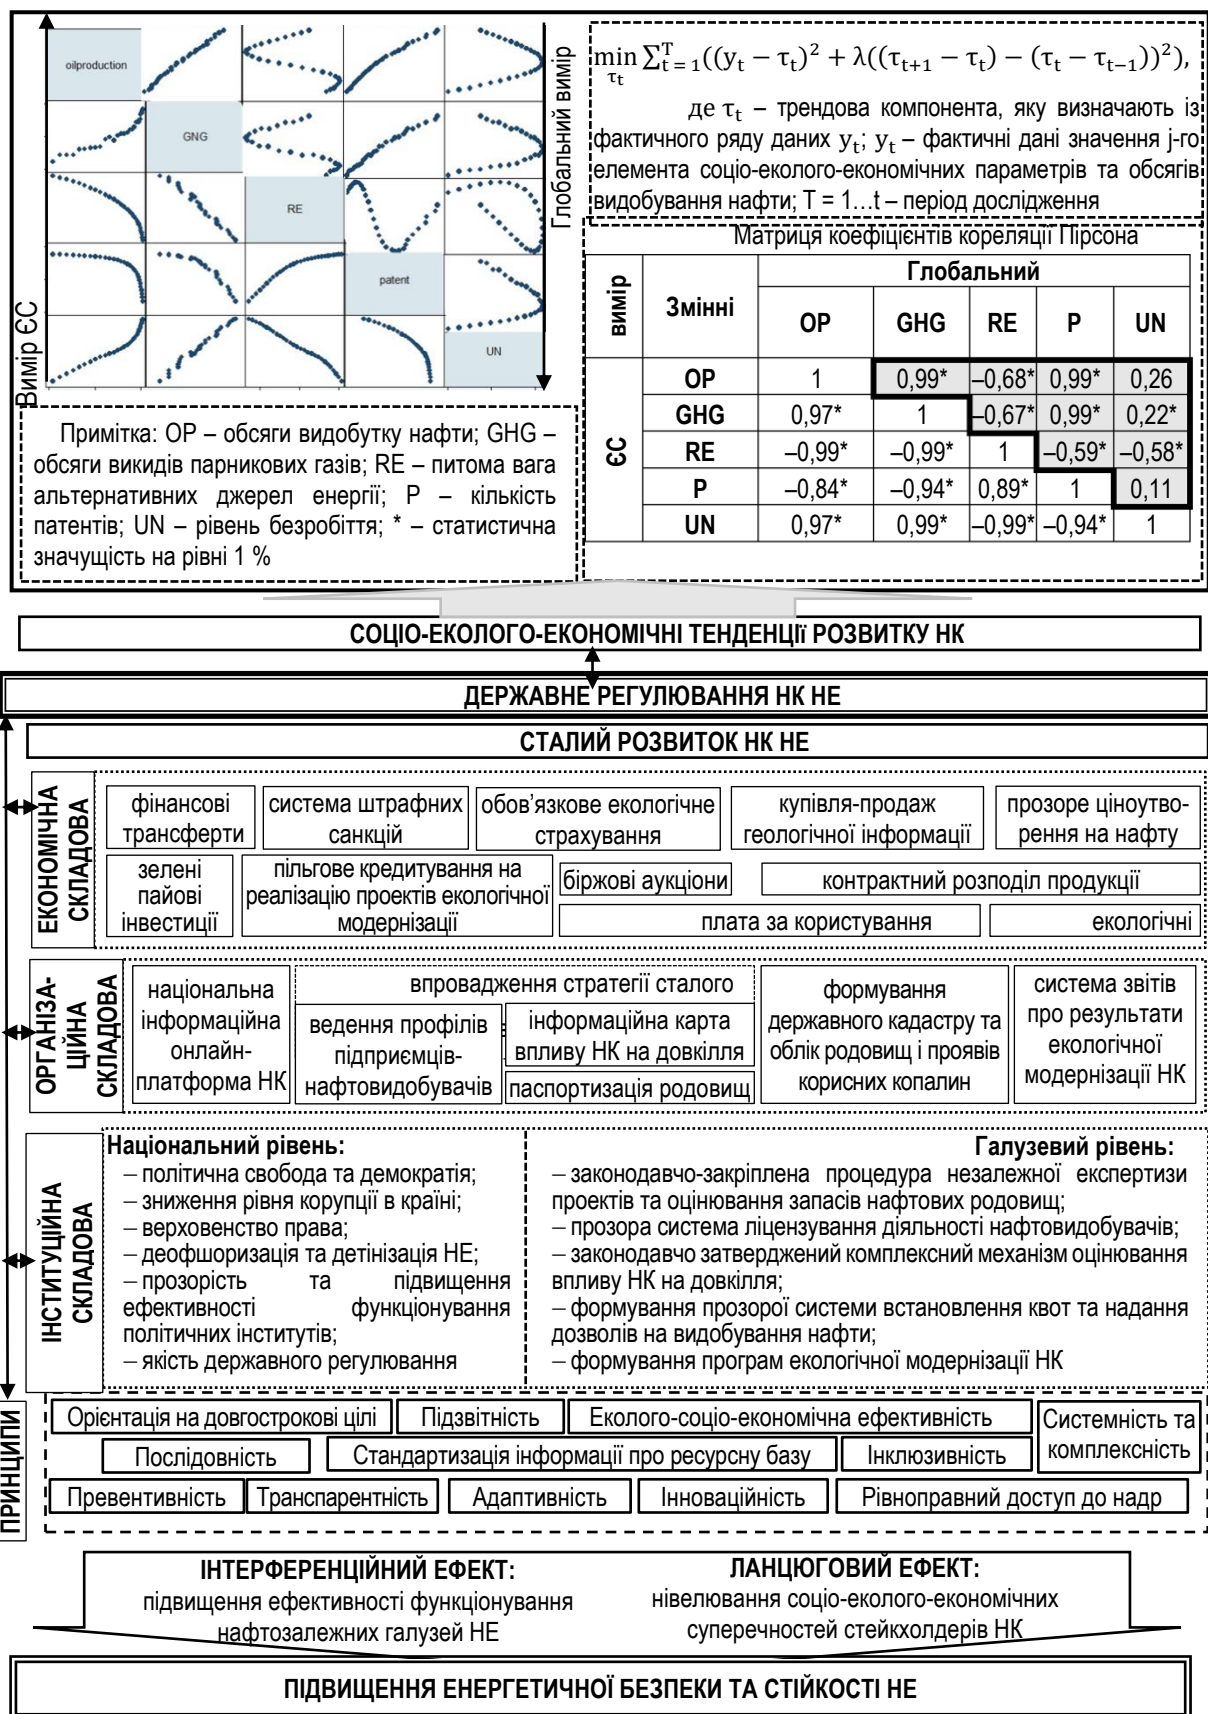 oilproduction
GNG
RE
patent
UN
Вимір ЄС
Глобальний вимір
min τt ∑ᵀt = 1((yt − τt)² + λ((τt+1 − τt) − (τt − τt−1))²),
де τt – трендова компонента, яку визначають із
фактичного ряду даних yt; yt – фактичні дані значення j-го
елемента соціо-еколого-економічних параметрів та обсягів
видобування нафти; T = 1…t – період дослідження
Матриця коефіцієнтів кореляції Пірсона
вимір Змінні Глобальний
OP GHG RE P UN
ЄС
OP 1 0,99* –0,68* 0,99* 0,26
GHG 0,97* 1 –0,67* 0,99* 0,22*
RE –0,99* –0,99* 1 –0,59* –0,58*
P –0,84* –0,94* 0,89* 1 0,11
UN 0,97* 0,99* –0,99* –0,94* 1
Примітка: OP – обсяги видобутку нафти; GHG –
обсяги викидів парникових газів; RE – питома вага
альтернативних джерел енергії; P – кількість
патентів; UN – рівень безробіття; * – статистична
значущість на рівні 1 %
СОЦІО-ЕКОЛОГО-ЕКОНОМІЧНІ ТЕНДЕНЦІї РОЗВИТКУ НК
ДЕРЖАВНЕ РЕГУЛЮВАННЯ НК НЕ
СТАЛИЙ РОЗВИТОК НК НЕ
ЕКОНОМІЧНА
СКЛАДОВА
фінансові
трансферти
система штрафних
санкцій
обов’язкове екологічне
страхування
купівля-продаж
геологічної інформації
прозоре ціноутво-
рення на нафту
зелені
пайові
інвестиції
пільгове кредитування на
реалізацію проектів екологічної
модернізації
біржові аукціони
контрактний розподіл продукції
плата за користування
екологічні
ОРГАНІЗА-
ЦІЙНА
СКЛАДОВА
національна
інформаційна
онлайн-
платформа НК
впровадження стратегії сталого
ведення профілів
підприємців-
нафтовидобувачів
інформаційна карта
впливу НК на довкілля
паспортизація родовищ
формування
державного кадастру та
облік родовищ і проявів
корисних копалин
система звітів
про результати
екологічної
модернізації НК
ІНСТИТУЦІЙНА
СКЛАДОВА
Національний рівень:
– політична свобода та демократія;
– зниження рівня корупції в країні;
– верховенство права;
– деофшоризація та детінізація НЕ;
– прозорість та підвищення
ефективності функціонування
політичних інститутів;
– якість державного регулювання
Галузевий рівень:
– законодавчо-закріплена процедура незалежної експертизи
проектів та оцінювання запасів нафтових родовищ;
– прозора система ліцензування діяльності нафтовидобувачів;
– законодавчо затверджений комплексний механізм оцінювання
впливу НК на довкілля;
– формування прозорої системи встановлення квот та надання
дозволів на видобування нафти;
– формування програм екологічної модернізації НК
ПРИНЦИПИ
Орієнтація на довгострокові цілі
Підзвітність
Еколого-соціо-економічна ефективність
Системність та
комплексність
Послідовність
Стандартизація інформації про ресурсну базу
Інклюзивність
Превентивність
Транспарентність
Адаптивність
Інноваційність
Рівноправний доступ до надр
ІНТЕРФЕРЕНЦІЙНИЙ ЕФЕКТ:
підвищення ефективності функціонування
нафтозалежних галузей НЕ
ЛАНЦЮГОВИЙ ЕФЕКТ:
нівелювання соціо-еколого-економічних
суперечностей стейкхолдерів НК
ПІДВИЩЕННЯ ЕНЕРГЕТИЧНОЇ БЕЗПЕКИ ТА СТІЙКОСТІ НЕ